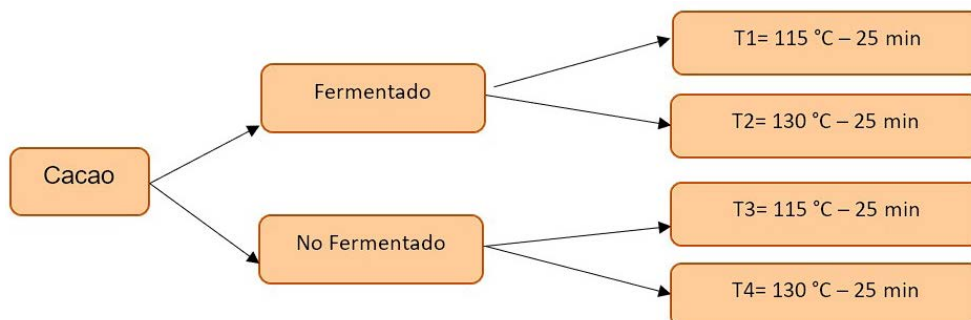 Cacao
Fermentado
No Fermentado
T1= 115 °C – 25 min
T2= 130 °C – 25 min
T3= 115 °C – 25 min
T4= 130 °C – 25 min